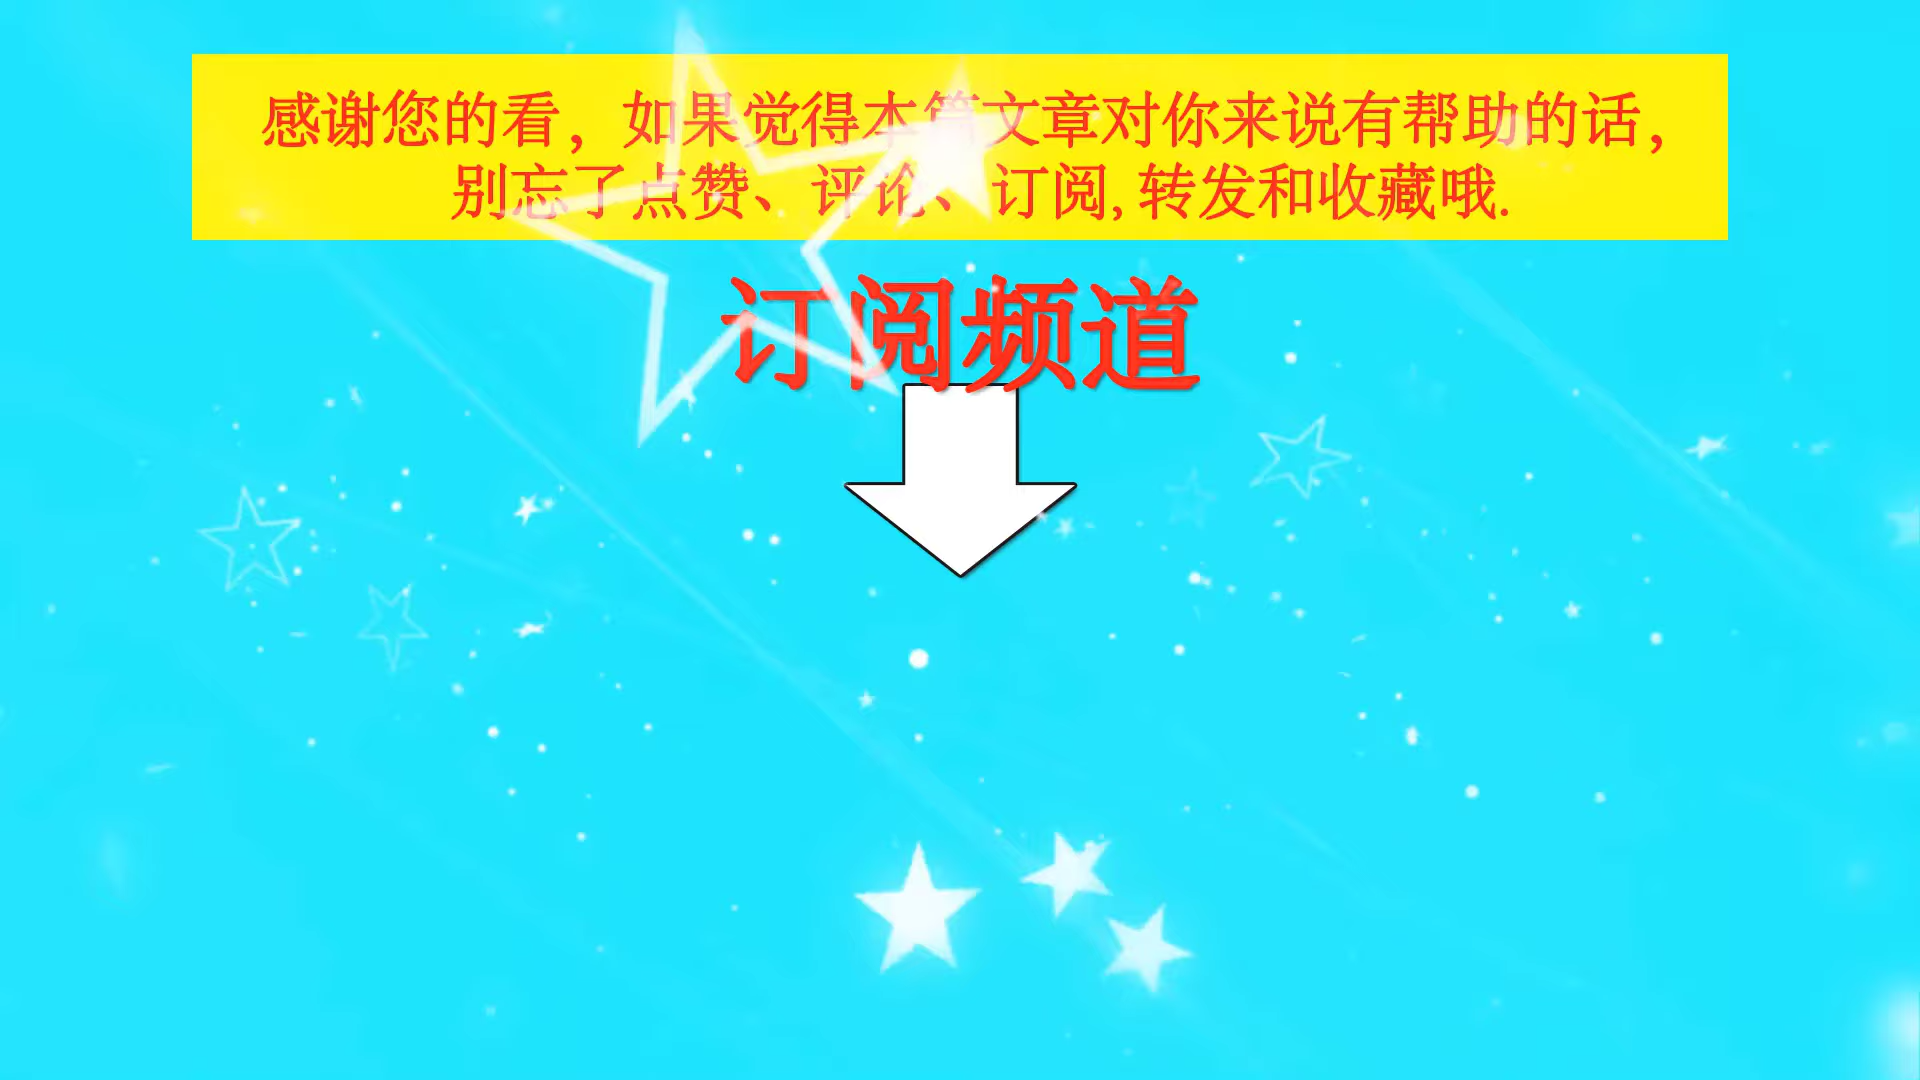 感谢您的看，如果觉得本篇文章对你来说有帮助的话，
别忘了点赞、评论、订阅,转发和收藏哦.
订阅频道